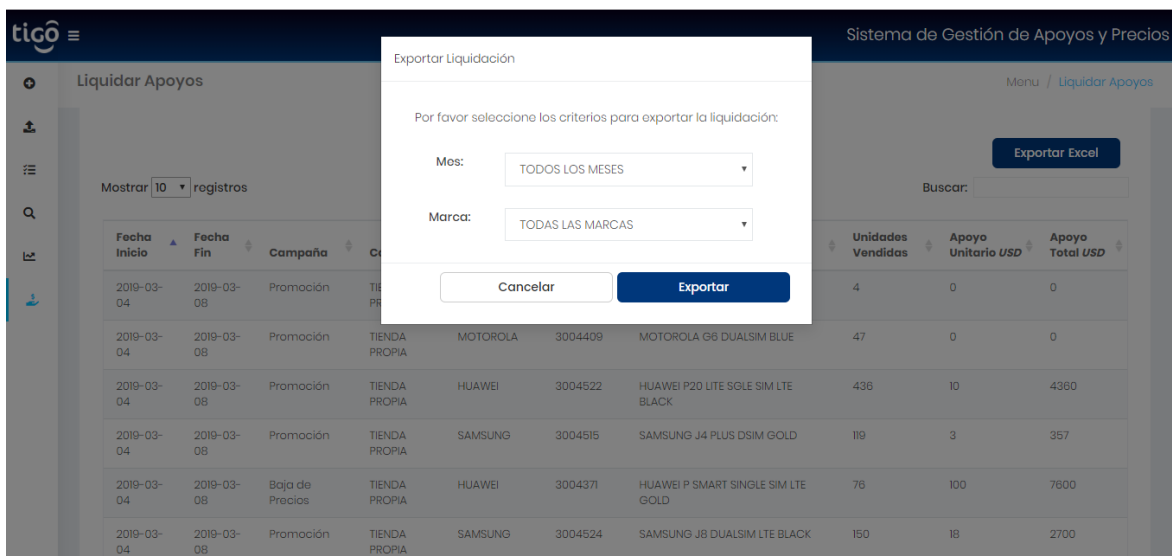 tigô
Sistema de Gestión de Apoyos y Precios
Liquidar Apoyos
Menu / Liquidar Apoyos
Exportar Liquidación
Por favor seleccione los criterios para exportar la liquidación:
Mes: TODOS LOS MESES
Marca: TODAS LAS MARCAS
Cancelar Exportar
Exportar Excel
Mostrar 10 registros
Buscar:
Fecha Fecha Unidades Apoyo Apoyo
Inicio Fin Campaña Vendidas Unitario USD Total USD
2019-03- 2019-03- Promoción 4 0 0
04 08
2019-03- 2019-03- Promoción TIENDA MOTOROLA 3004409 MOTOROLA G6 DUALSIM BLUE 47 0 0
04 08 PROPIA
2019-03- 2019-03- Promoción TIENDA HUAWEI 3004522 HUAWEI P20 LITE SGLE SIM LTE 436 10 4360
04 08 PROPIA BLACK
2019-03- 2019-03- Promoción TIENDA SAMSUNG 3004515 SAMSUNG J4 PLUS DSIM GOLD 119 3 357
04 08 PROPIA
2019-03- 2019-03- Baja de TIENDA HUAWEI 3004371 HUAWEI P SMART SINGLE SIM LTE 76 100 7600
04 08 Precios PROPIA GOLD
2019-03- 2019-03- Promoción TIENDA SAMSUNG 3004524 SAMSUNG J8 DUALSIM LTE BLACK 150 18 2700
04 08 PROPIA